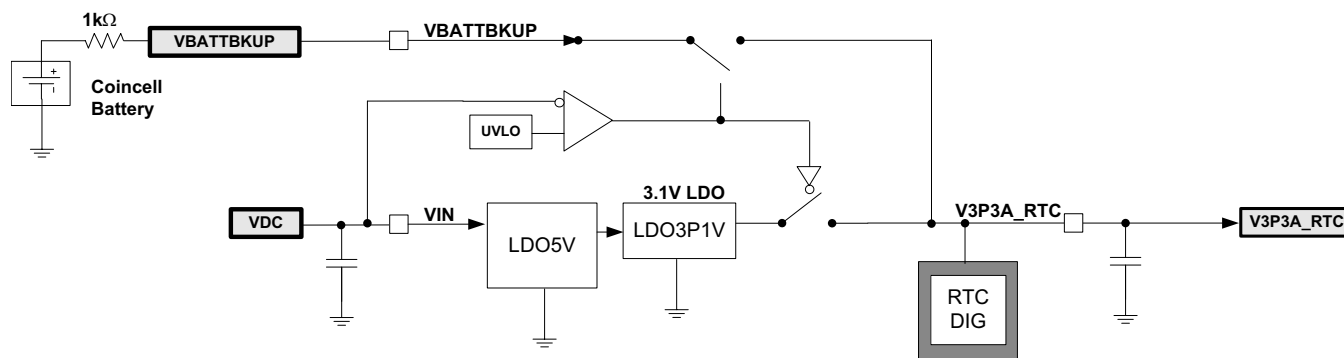 1kΩ
VBATTBKUP
VBATTBKUP
+
-
Coincell
Battery
UVLO
3.1V LDO
VDC
VIN
LDO5V
LDO3P1V
V3P3A_RTC
V3P3A_RTC
RTC
DIG